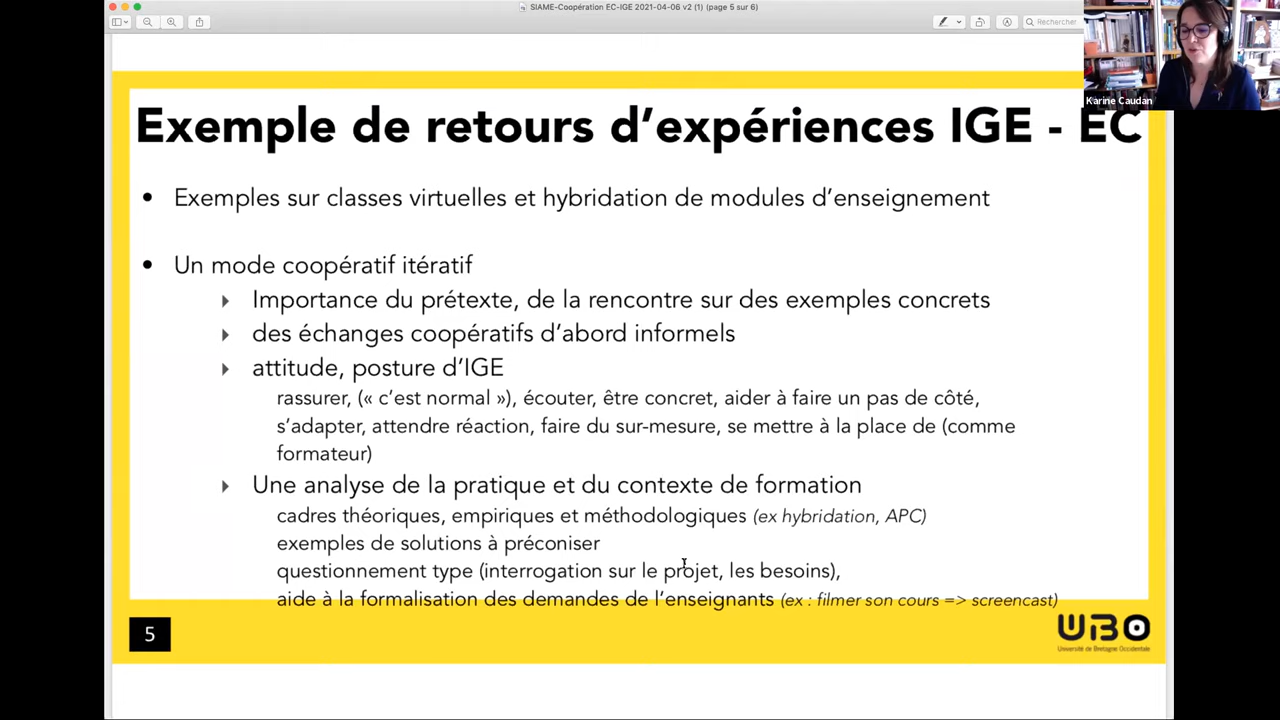 SIAME-Coopération EC-IGE 2021-04-06 v2 (1) (page 5 sur 6)
Rechercher
Karine Caudan
Exemple de retours d’expériences IGE - EC
• Exemples sur classes virtuelles et hybridation de modules d’enseignement
• Un mode coopératif itératif
Importance du prétexte, de la rencontre sur des exemples concrets
des échanges coopératifs d’abord informels
attitude, posture d’IGE
rassurer, (« c’est normal »), écouter, être concret, aider à faire un pas de côté,
s’adapter, attendre réaction, faire du sur-mesure, se mettre à la place de (comme
formateur)
Une analyse de la pratique et du contexte de formation
cadres théoriques, empiriques et méthodologiques (ex hybridation, APC)
exemples de solutions à préconiser
questionnement type (interrogation sur le projet, les besoins),
aide à la formalisation des demandes de l’enseignants (ex : filmer son cours => screencast)
5
UBO
Université de Bretagne Occidentale